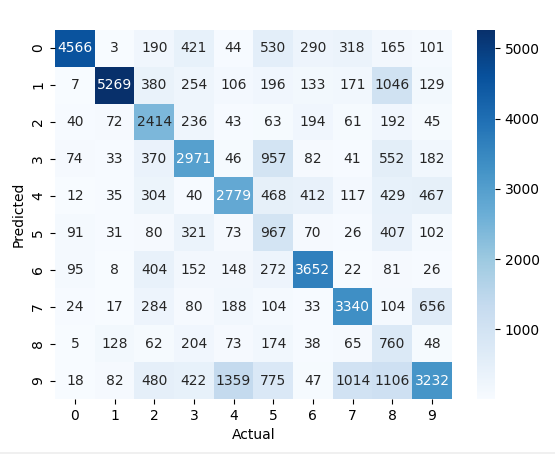 0 4566 3 190 421 44 530 290 318 165 101
1 7 5269 380 254 106 196 133 171 1046 129
2 40 72 2414 236 43 63 194 61 192 45
3 74 33 370 2971 46 957 82 41 552 182
4 12 35 304 40 2779 468 412 117 429 467
5 91 31 80 321 73 967 70 26 407 102
6 95 8 404 152 148 272 3652 22 81 26
7 24 17 284 80 188 104 33 3340 104 656
8 5 128 62 204 73 174 38 65 760 48
9 18 82 480 422 1359 775 47 1014 1106 3232
0 1 2 3 4 5 6 7 8 9
Actual
Predicted
5000
4000
3000
2000
1000